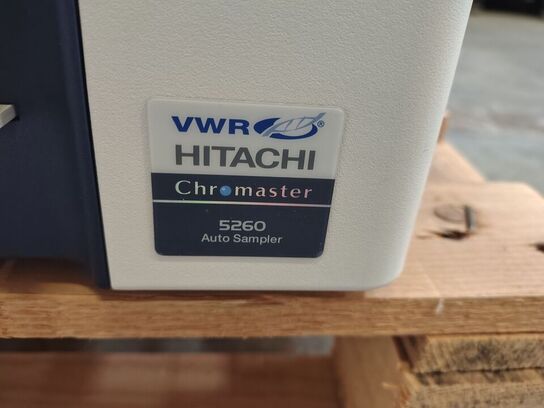 VWR®
HITACHI
Chromaster
5260
Auto Sampler